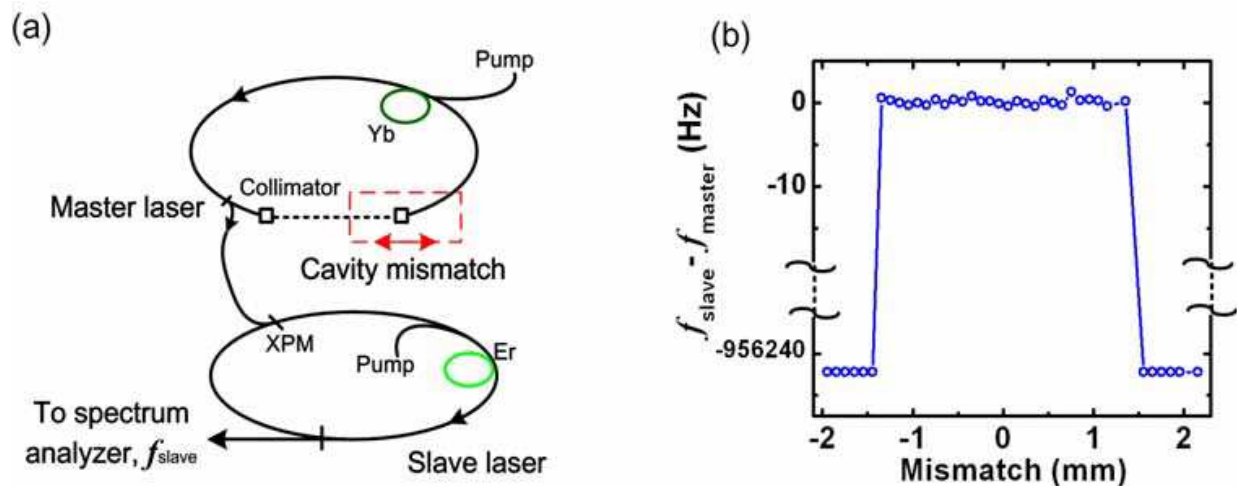 (a)
Pump
Yb
Collimator
Master laser
Cavity mismatch
XPM
Pump
Er
To spectrum
analyzer, fslave
Slave laser
(b)
fslave - fmaster (Hz)
0
-10
-956240
-2
-1
0
1
2
Mismatch (mm)